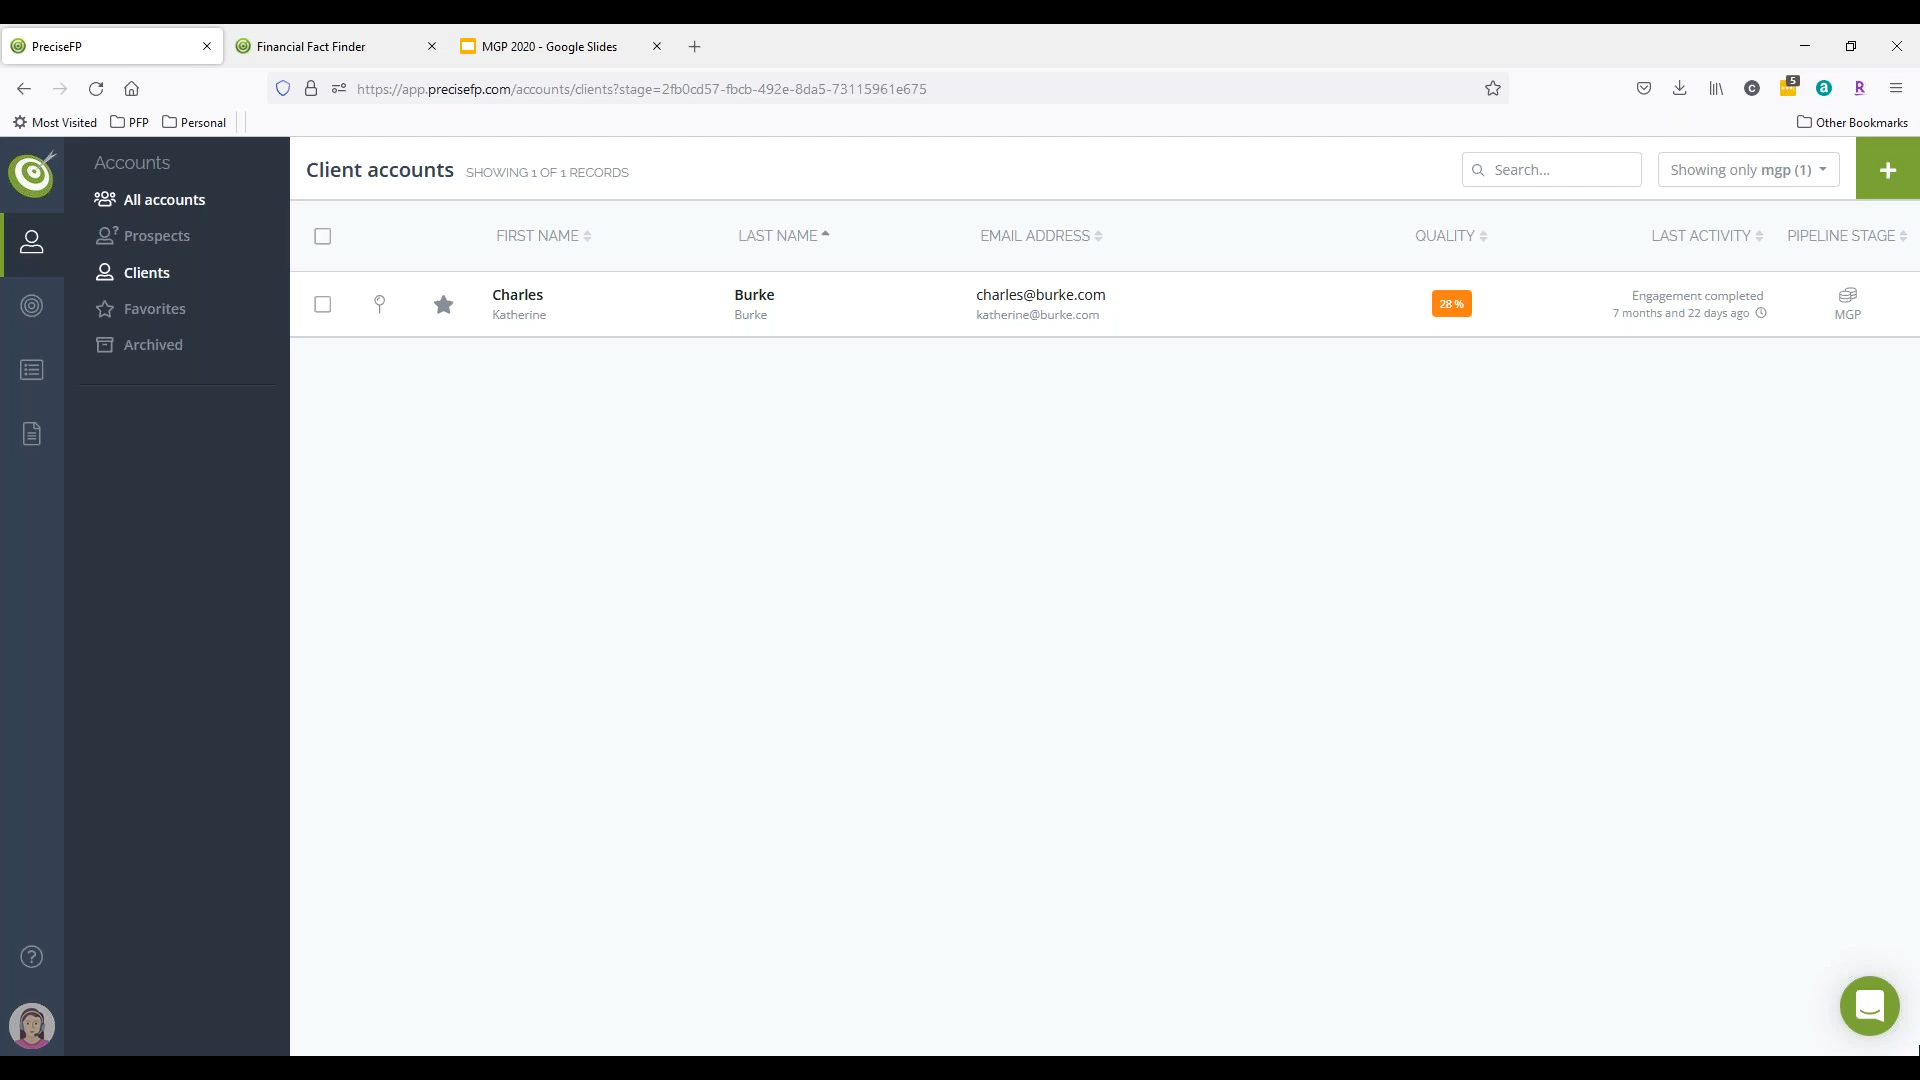 PreciseFP
Financial Fact Finder
MGP 2020 - Google Slides
https://app.precisefp.com/accounts/clients?stage=2fb0cd57-fbcb-492e-8da5-73115961e675
5
c
a
R
Most Visited
PFP
Personal
Other Bookmarks
Accounts
All accounts
Prospects
Clients
Favorites
Archived
Client accounts SHOWING 1 OF 1 RECORDS
Search...
Showing only mgp (1)
FIRST NAME
LAST NAME
EMAIL ADDRESS
QUALITY
LAST ACTIVITY
PIPELINE STAGE
Charles
Katherine
Burke
Burke
charles@burke.com
katherine@burke.com
28 %
Engagement completed
7 months and 22 days ago
MGP